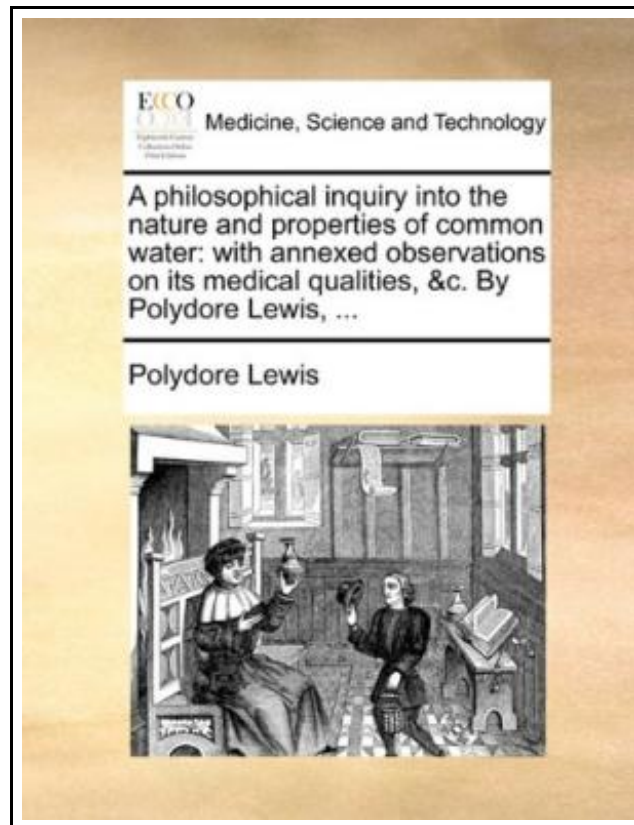 ECCO
Medicine, Science and Technology
A philosophical inquiry into the
nature and properties of common
water: with annexed observations
on its medical qualities, &c. By
Polydore Lewis, ...
Polydore Lewis